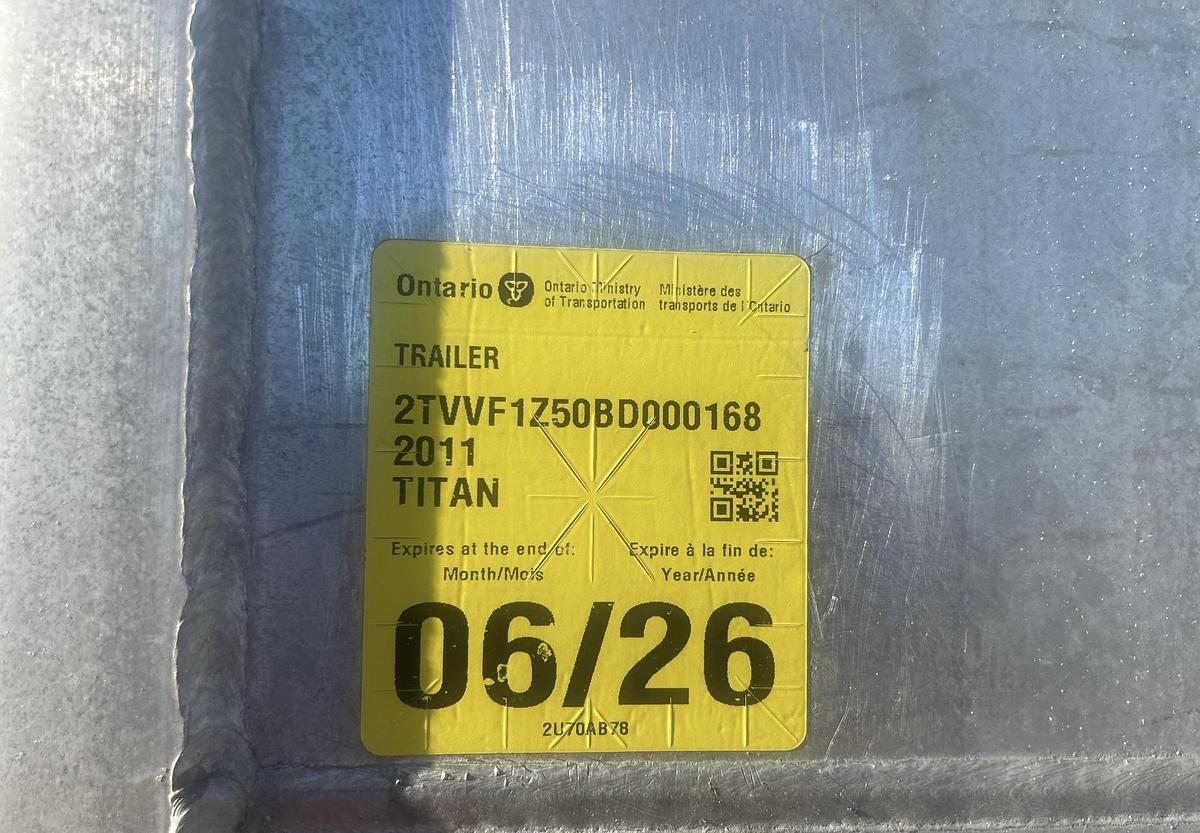 Ontario
Ontario Ministry
of Transportation
Ministère des
transports de l'Ontario
TRAILER
2TVVF1Z50BD000168
2011
TITAN
Expires at the end of: Expire à la fin de:
Month/Mois Year/Année
06/26
2U70AB78